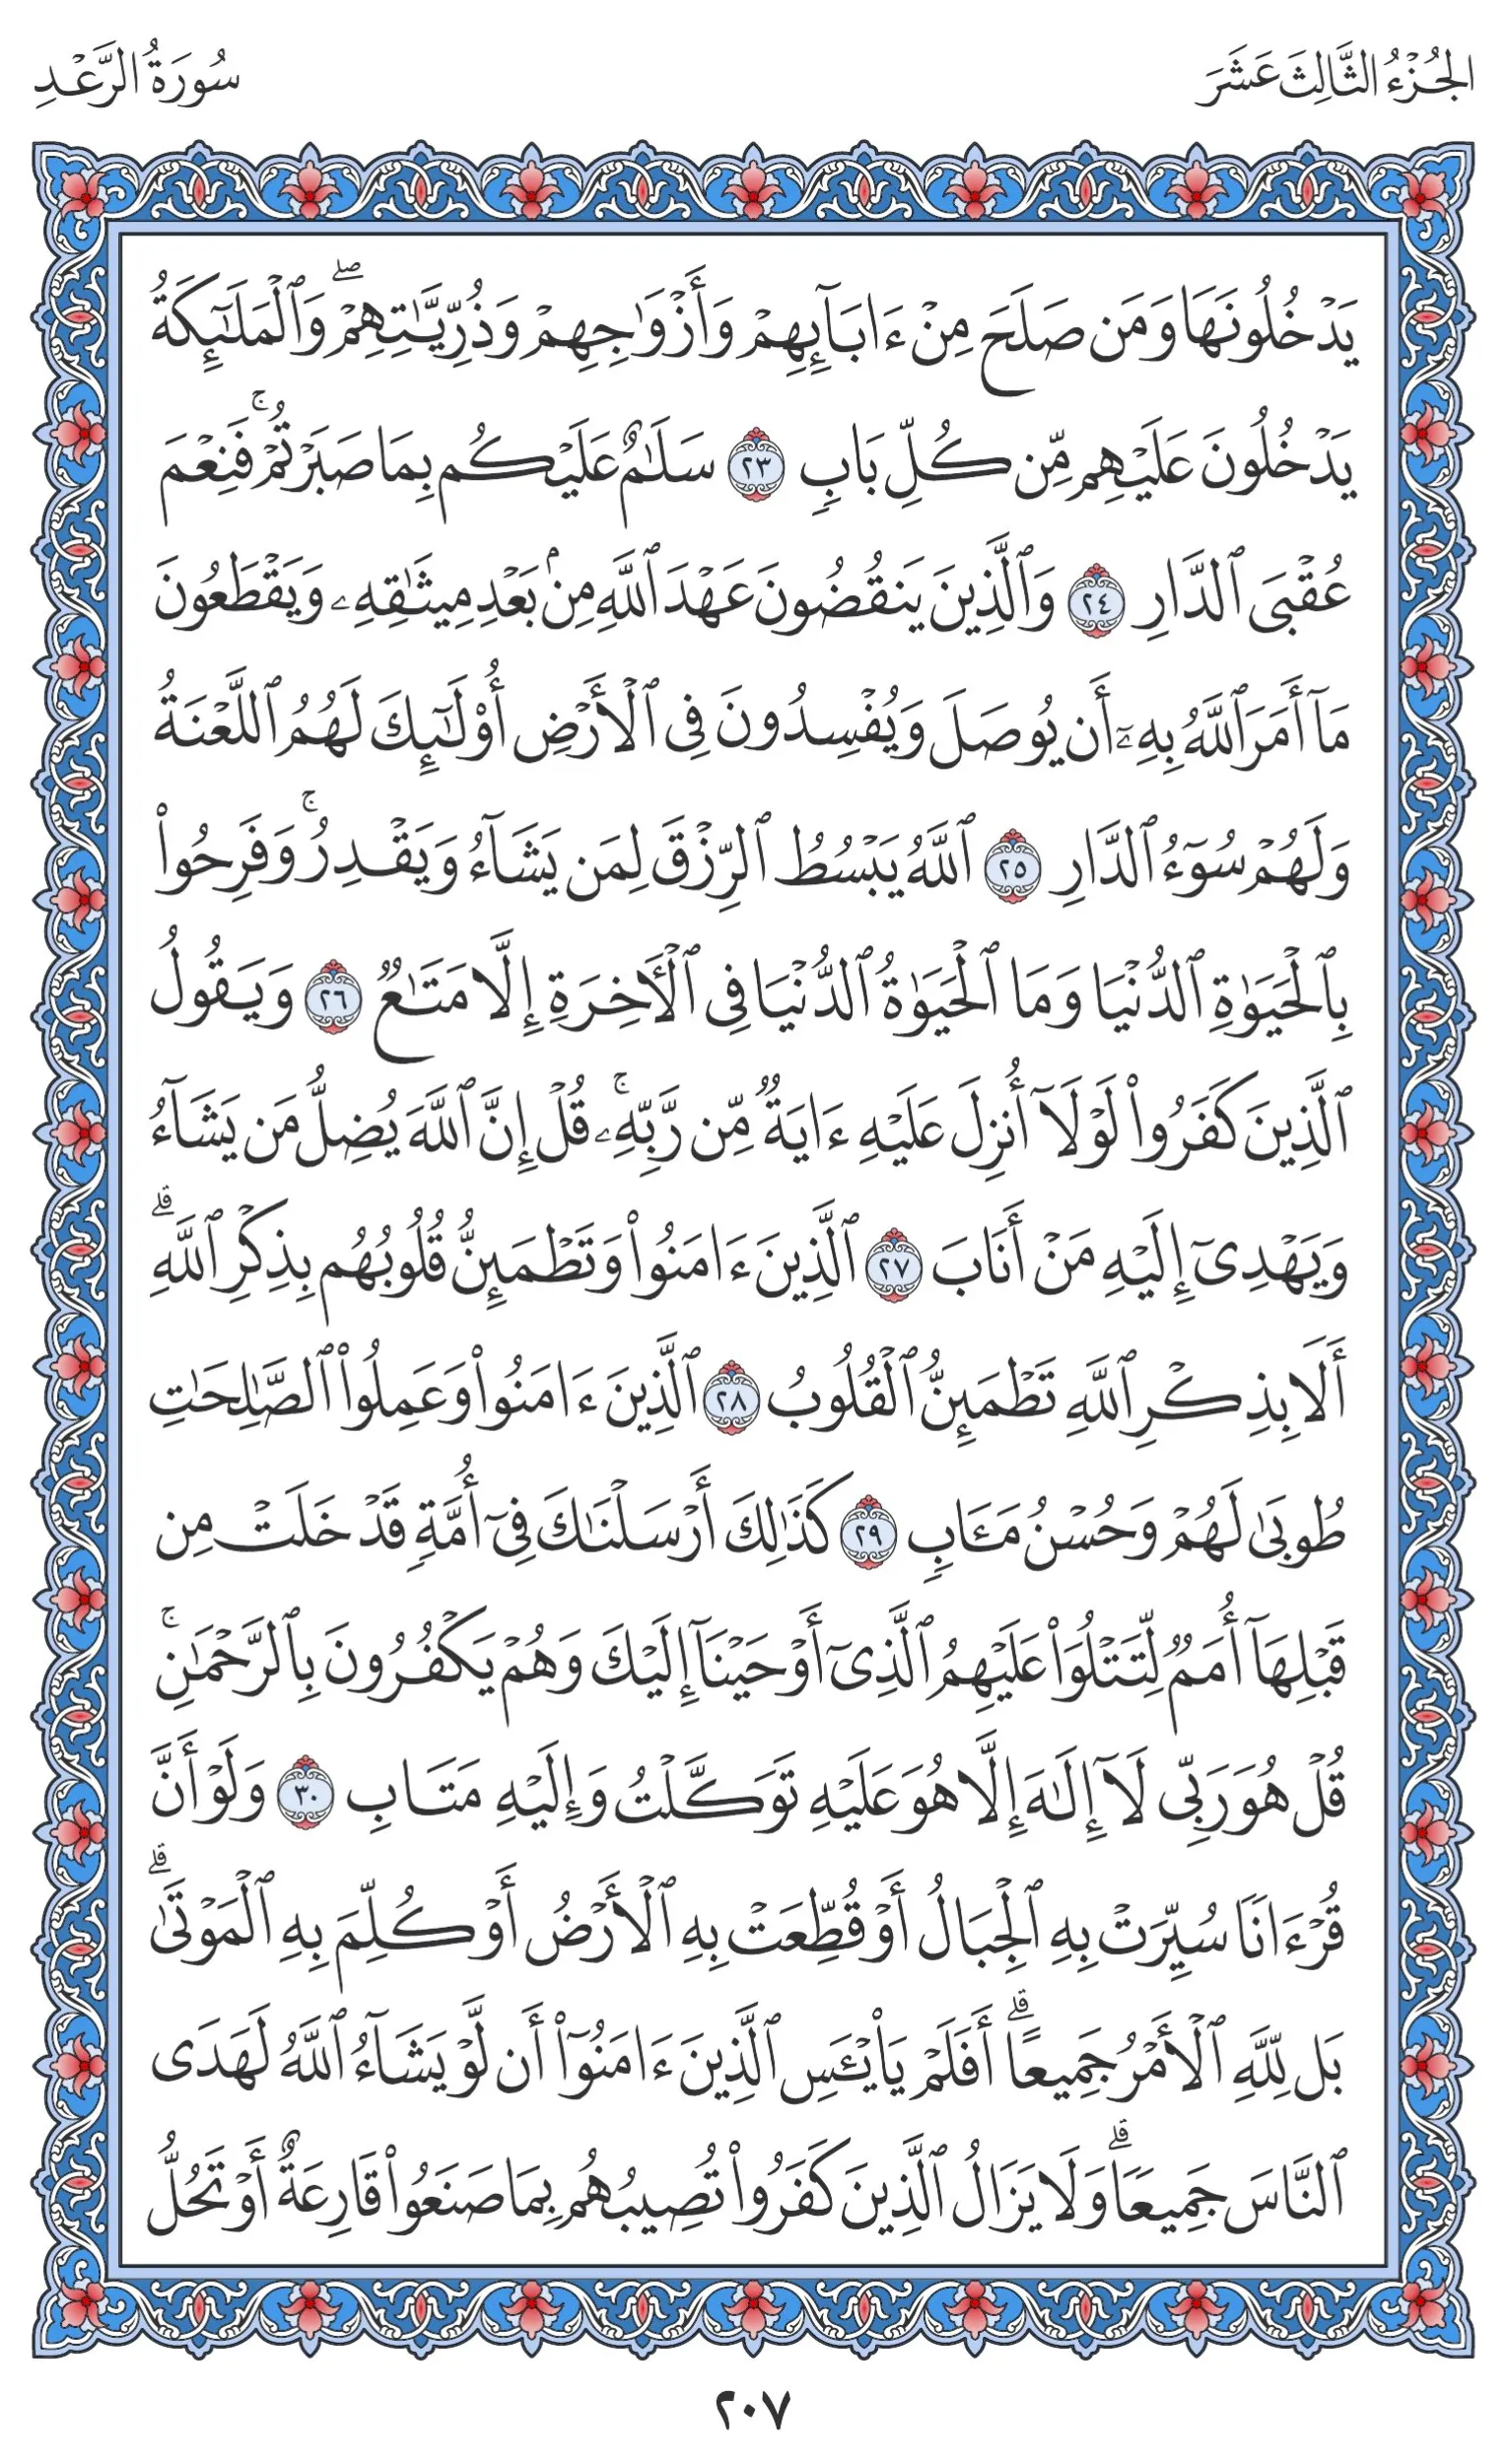 الجُزْءُ الثَّالِثَ عَشَرَ
سُورَةُ الرَّعْدِ
يَدْخُلُونَهَا وَمَن صَلَحَ مِنْ ءَابَآئِهِمْ وَأَزْوَٰجِهِمْ وَذُرِّيَّٰتِهِمْ ۖ وَٱلْمَلَٰٓئِكَةُ
يَدْخُلُونَ عَلَيْهِم مِّن كُلِّ بَابٍ ٢٣ سَلَٰمٌ عَلَيْكُم بِمَا صَبَرْتُمْ ۚ فَنِعْمَ
عُقْبَى ٱلدَّارِ ٢٤ وَٱلَّذِينَ يَنقُضُونَ عَهْدَ ٱللَّهِ مِنۢ بَعْدِ مِيثَٰقِهِۦ وَيَقْطَعُونَ
مَآ أَمَرَ ٱللَّهُ بِهِۦٓ أَن يُوصَلَ وَيُفْسِدُونَ فِى ٱلْأَرْضِ أُو۟لَٰٓئِكَ لَهُمُ ٱللَّعْنَةُ
وَلَهُمْ سُوٓءُ ٱلدَّارِ ٢٥ ٱللَّهُ يَبْسُطُ ٱلرِّزْقَ لِمَن يَشَآءُ وَيَقْدِرُ ۚ وَفَرِحُوا۟
بِٱلْحَيَوٰةِ ٱلدُّنْيَا وَمَا ٱلْحَيَوٰةُ ٱلدُّنْيَا فِى ٱلْأَخِرَةِ إِلَّا مَتَٰعٌ ٢٦ وَيَقُولُ
ٱلَّذِينَ كَفَرُوا۟ لَوْلَآ أُنزِلَ عَلَيْهِ ءَايَةٌ مِّن رَّبِّهِۦ ۚ قُلْ إِنَّ ٱللَّهَ يُضِلُّ مَن يَشَآءُ
وَيَهْدِىٓ إِلَيْهِ مَنْ أَنَابَ ٢٧ ٱلَّذِينَ ءَامَنُوا۟ وَتَطْمَئِنُّ قُلُوبُهُم بِذِكْرِ ٱللَّهِ ۗ
أَلَا بِذِكْرِ ٱللَّهِ تَطْمَئِنُّ ٱلْقُلُوبُ ٢٨ ٱلَّذِينَ ءَامَنُوا۟ وَعَمِلُوا۟ ٱلصَّٰلِحَٰتِ
طُوبَىٰ لَهُمْ وَحُسْنُ مَـَٔابٍ ٢٩ كَذَٰلِكَ أَرْسَلْنَٰكَ فِىٓ أُمَّةٍ قَدْ خَلَتْ مِن
قَبْلِهَآ أُمَمٌ لِّتَتْلُوَا۟ عَلَيْهِمُ ٱلَّذِىٓ أَوْحَيْنَآ إِلَيْكَ وَهُمْ يَكْفُرُونَ بِٱلرَّحْمَٰنِ ۚ
قُلْ هُوَ رَبِّى لَآ إِلَٰهَ إِلَّا هُوَ عَلَيْهِ تَوَكَّلْتُ وَإِلَيْهِ مَتَابِ ٣٠ وَلَوْ أَنَّ
قُرْءَانًا سُيِّرَتْ بِهِ ٱلْجِبَالُ أَوْ قُطِّعَتْ بِهِ ٱلْأَرْضُ أَوْ كُلِّمَ بِهِ ٱلْمَوْتَىٰ ۗ
بَل لِّلَّهِ ٱلْأَمْرُ جَمِيعًا ۗ أَفَلَمْ يَا۟يْـَٔسِ ٱلَّذِينَ ءَامَنُوٓا۟ أَن لَّوْ يَشَآءُ ٱللَّهُ لَهَدَى
ٱلنَّاسَ جَمِيعًا ۗ وَلَا يَزَالُ ٱلَّذِينَ كَفَرُوا۟ تُصِيبُهُم بِمَا صَنَعُوا۟ قَارِعَةٌ أَوْ تَحُلُّ
٢٠٧